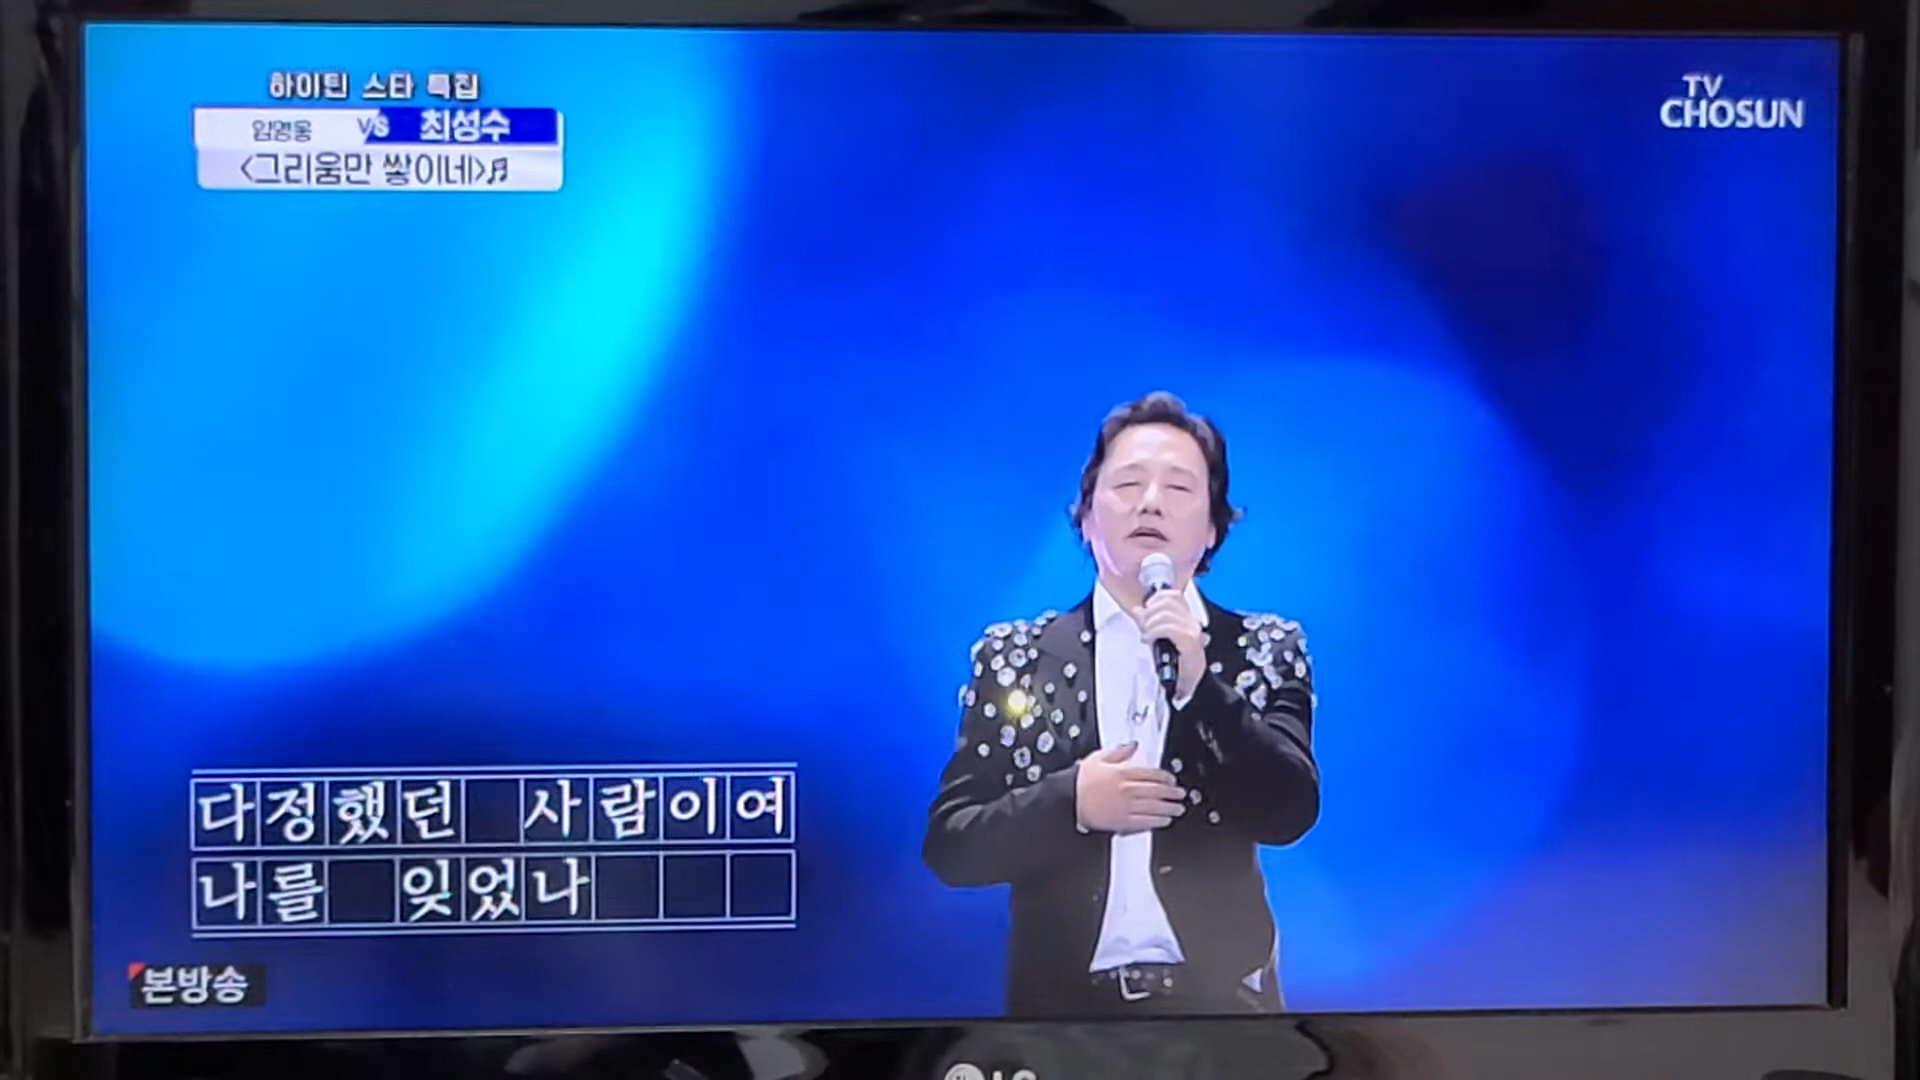 하이틴 스타 특집
임영웅 VS 최성수
<그리움만 쌓이네>♬
TV
CHOSUN
다정했던 사람이여
나를 잊었나
본방송
LG